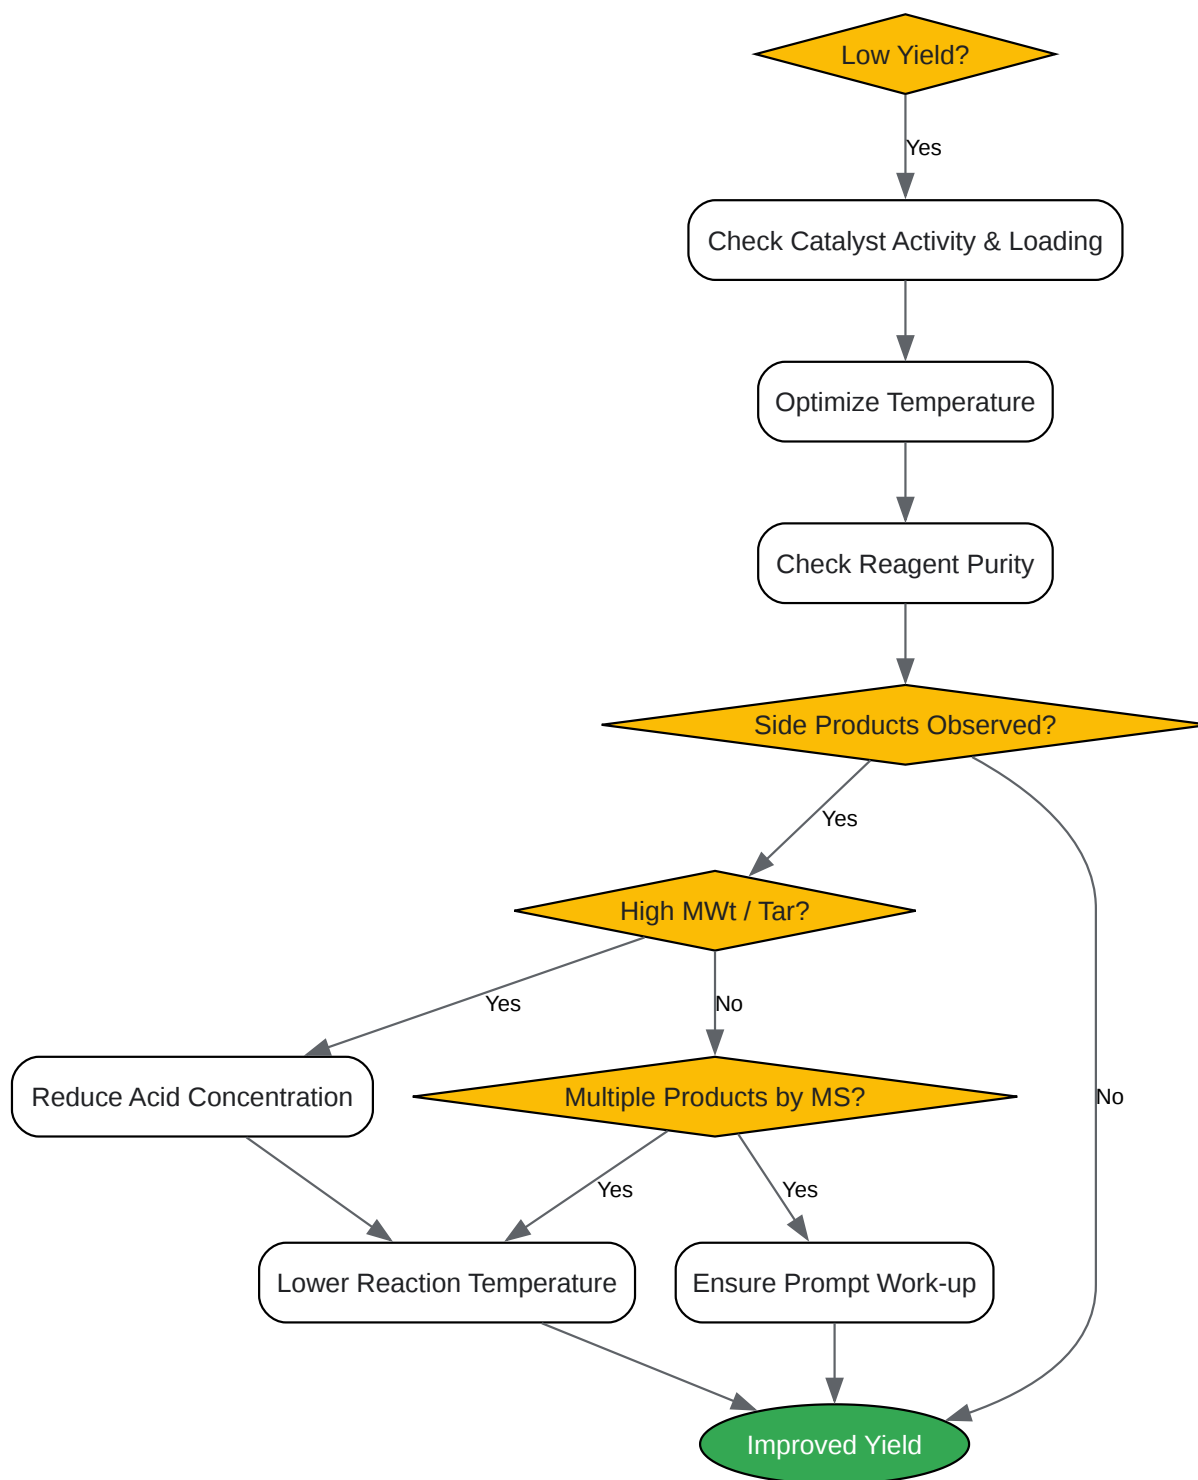 Low Yield?
Yes
Check Catalyst Activity & Loading
Optimize Temperature
Check Reagent Purity
Side Products Observed?
Yes
High MWt / Tar?
Yes
No
Reduce Acid Concentration
Multiple Products by MS?
No
Yes
Yes
Lower Reaction Temperature
Ensure Prompt Work-up
Improved Yield